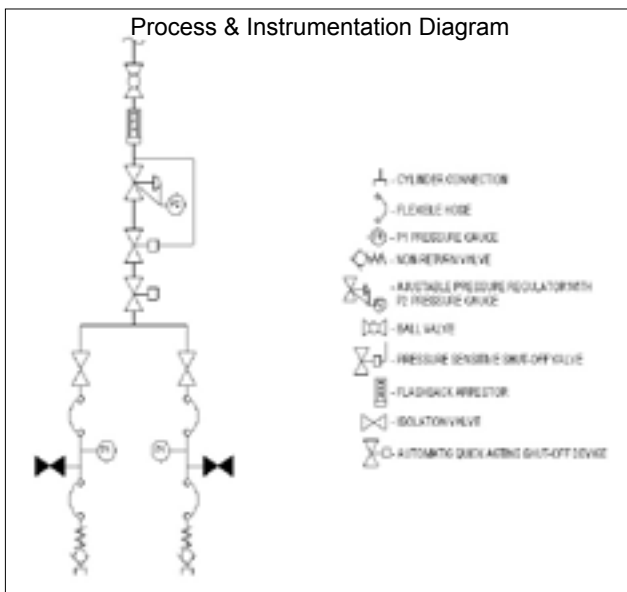 Process & Instrumentation Diagram
- CYLINDER CONNECTION
- FLEXIBLE HOSE
- P1 PRESSURE GAUGE
- NON RETURN VALVE
- ADJUSTABLE PRESSURE REGULATOR WITH
P2 PRESSURE GAUGE
- BALL VALVE
- PRESSURE SENSITIVE SHUT-OFF VALVE
- FLASHBACK ARRESTOR
- ISOLATION VALVE
- AUTOMATIC QUICK ACTING SHUT-OFF DEVICE